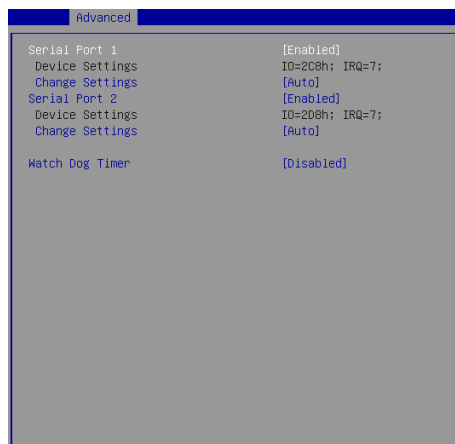 Advanced
Serial Port 1 [Enabled]
Device Settings IO=2C8h; IRQ=7;
Change Settings [Auto]
Serial Port 2 [Enabled]
Device Settings IO=2D8h; IRQ=7;
Change Settings [Auto]
Watch Dog Timer [Disabled]